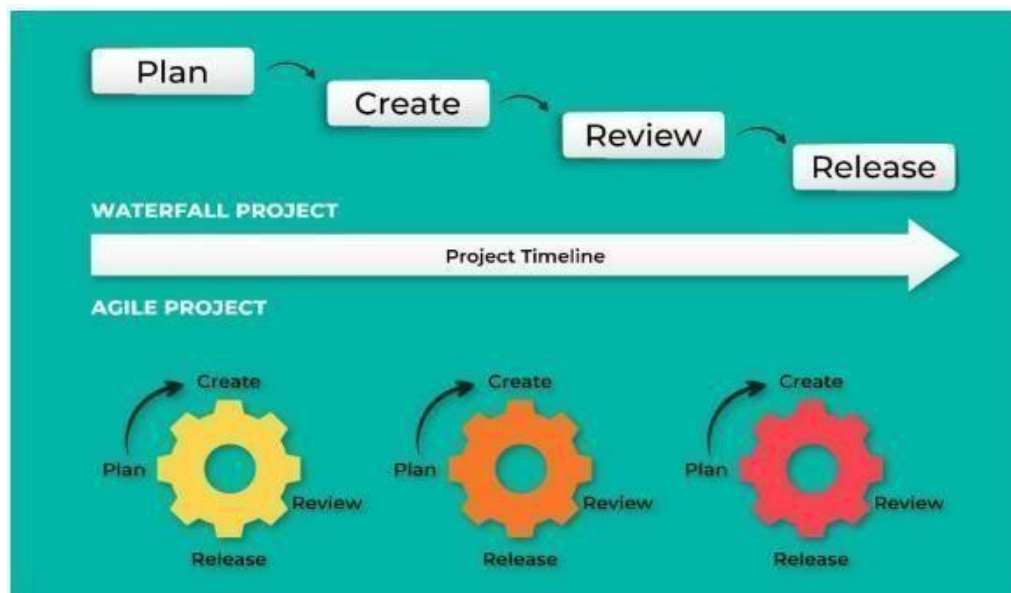 Plan
Create
Review
Release
WATERFALL PROJECT
Project Timeline
AGILE PROJECT
Create
Plan
Review
Release
Create
Plan
Review
Release
Create
Plan
Review
Release